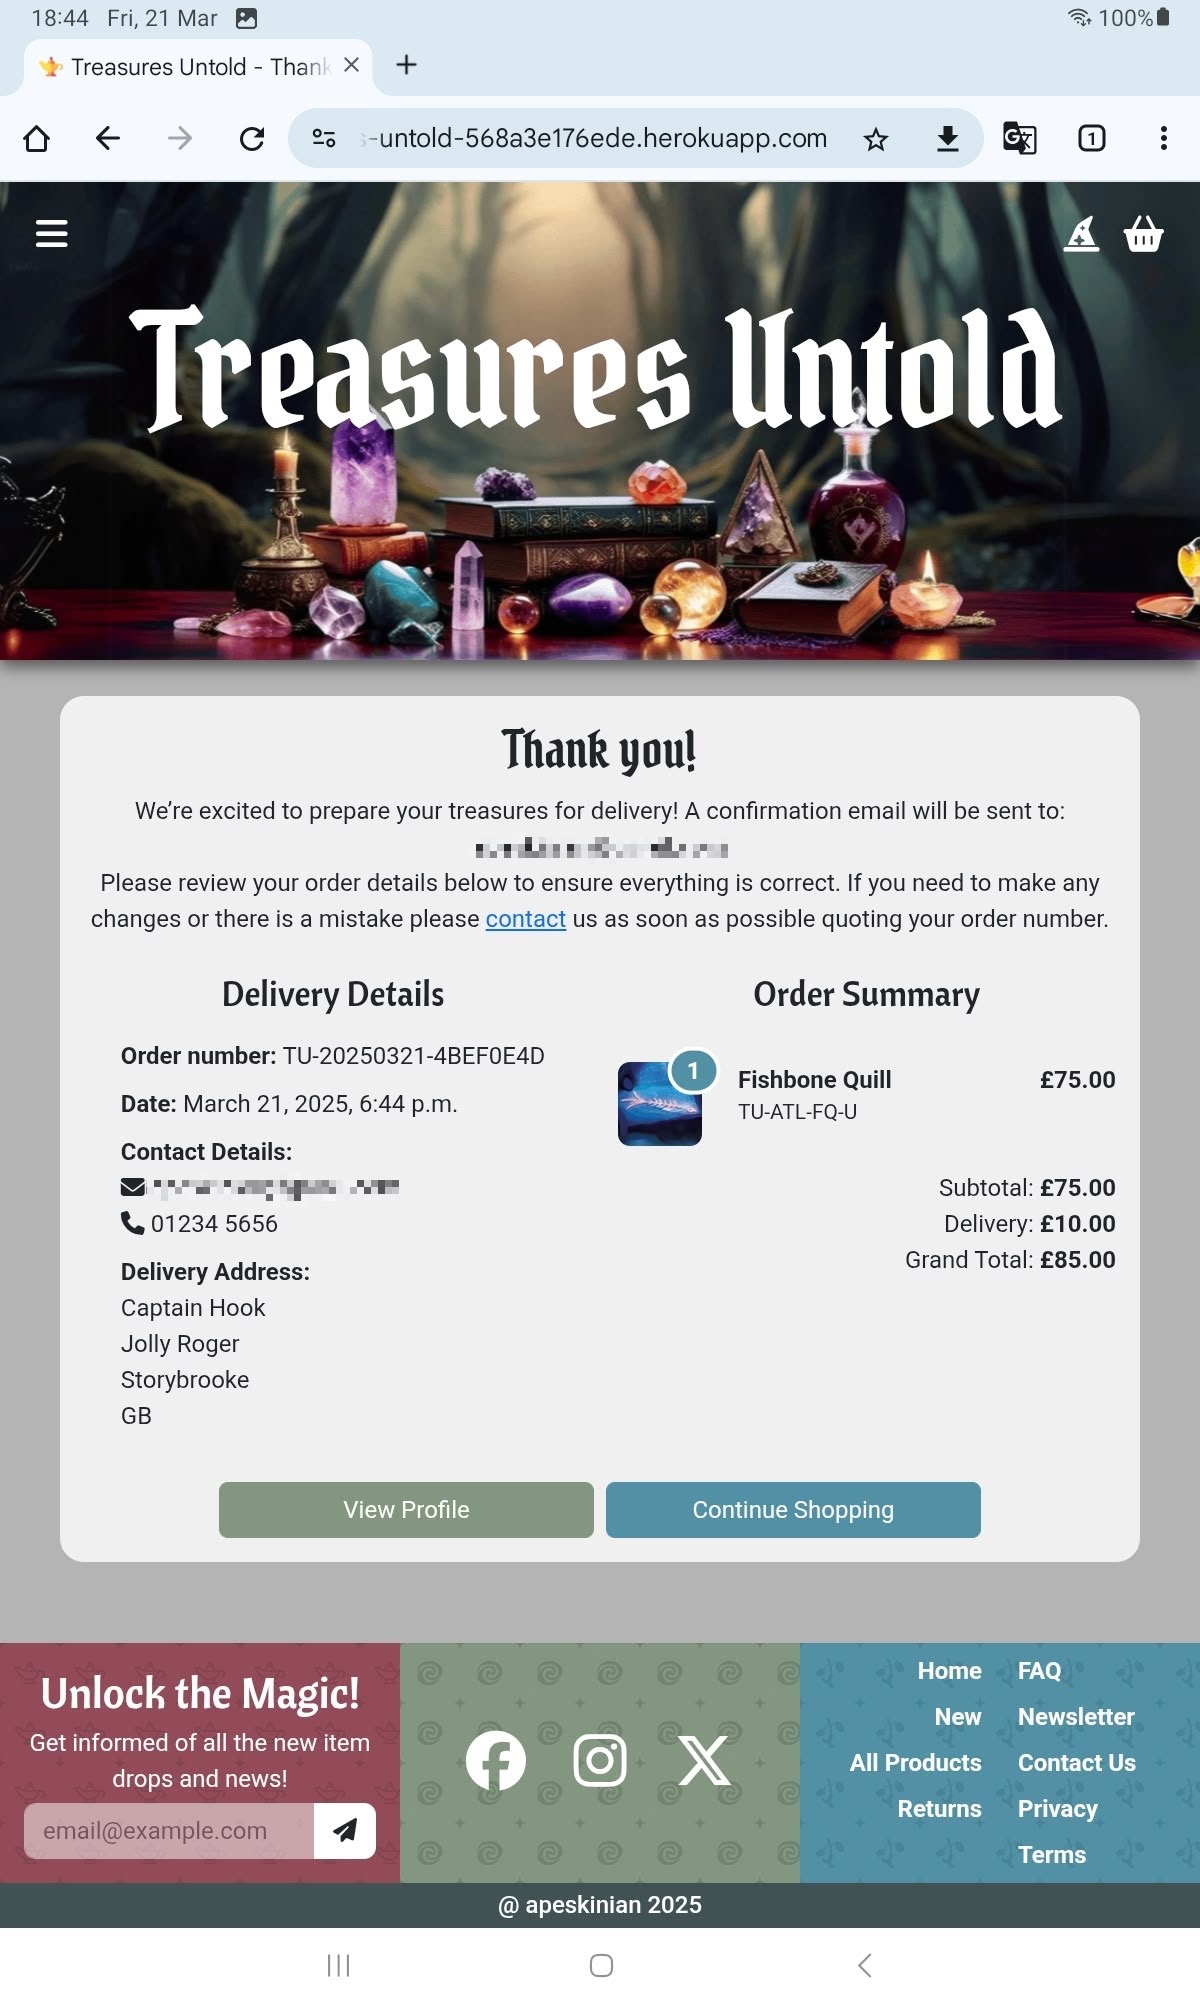 18:44 Fri, 21 Mar 100%
Treasures Untold - Thank
-untold-568a3e176ede.herokuapp.com 1
Treasures Untold
Thank you!
We're excited to prepare your treasures for delivery! A confirmation email will be sent to:
Please review your order details below to ensure everything is correct. If you need to make any
changes or there is a mistake please contact us as soon as possible quoting your order number.
Delivery Details
Order number: TU-20250321-4BEF0E4D
Date: March 21, 2025, 6:44 p.m.
Contact Details:
01234 5656
Delivery Address:
Captain Hook
Jolly Roger
Storybrooke
GB
Order Summary
1
Fishbone Quill £75.00
TU-ATL-FQ-U
Subtotal: £75.00
Delivery: £10.00
Grand Total: £85.00
View Profile
Continue Shopping
Unlock the Magic!
Get informed of all the new item
drops and news!
email@example.com
Home
New
All Products
Returns
FAQ
Newsletter
Contact Us
Privacy
Terms
@ apeskinian 2025